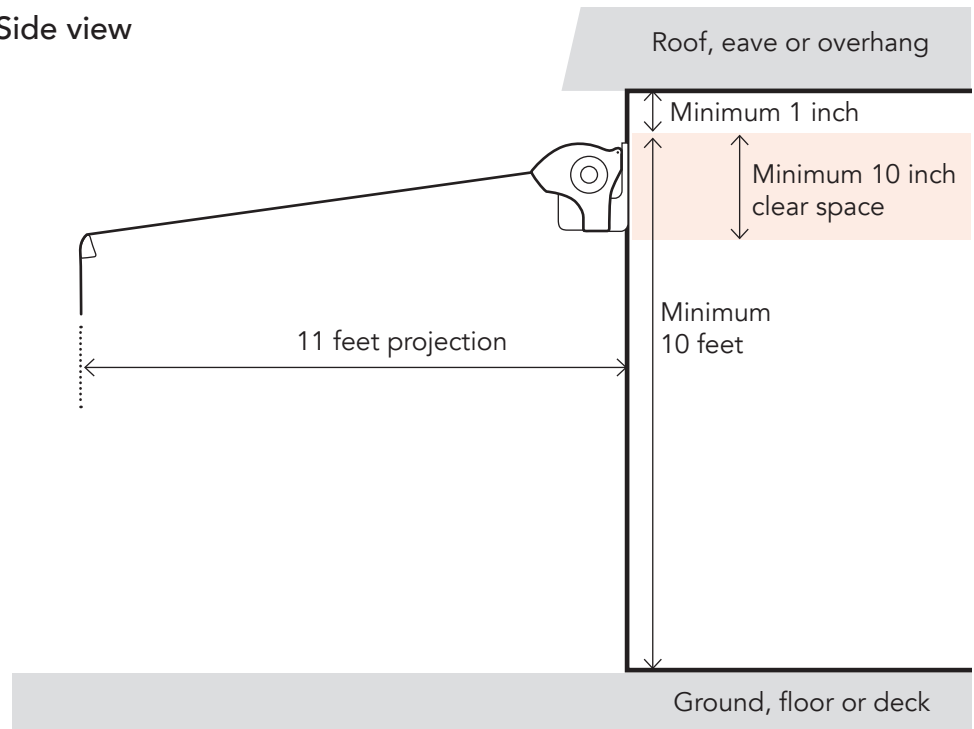 Side view
Roof, eave or overhang
Minimum 1 inch
Minimum 10 inch
clear space
Minimum
10 feet
11 feet projection
Ground, floor or deck